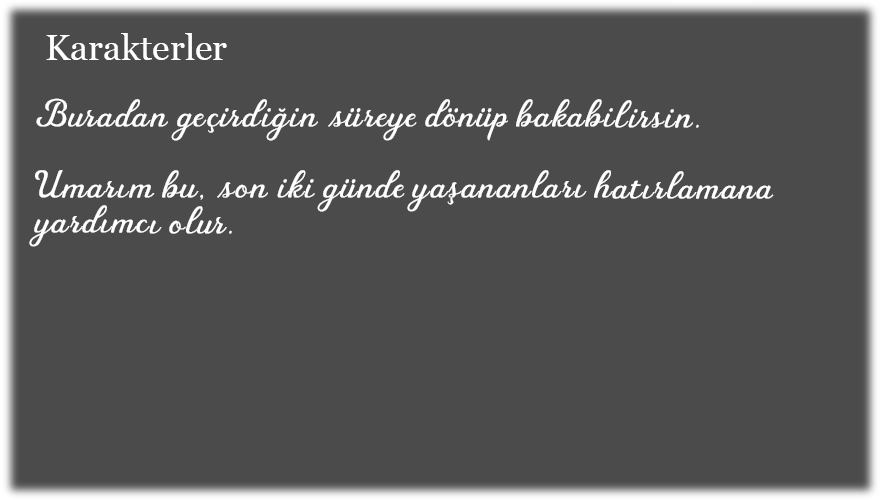 Karakterler
Buradan geçirdiğin süreye dönüp bakabilirsin.
Umarım bu, son iki günde yaşananları hatırlamana
yardımcı olur.